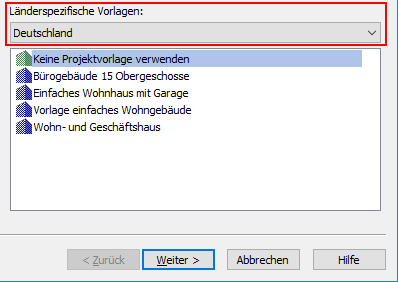 Länderspezifische Vorlagen:
Deutschland
Keine Projektvorlage verwenden
Bürogebäude 15 Obergeschosse
Einfaches Wohnhaus mit Garage
Vorlage einfaches Wohngebäude
Wohn- und Geschäftshaus
< Zurück Weiter > Abbrechen Hilfe